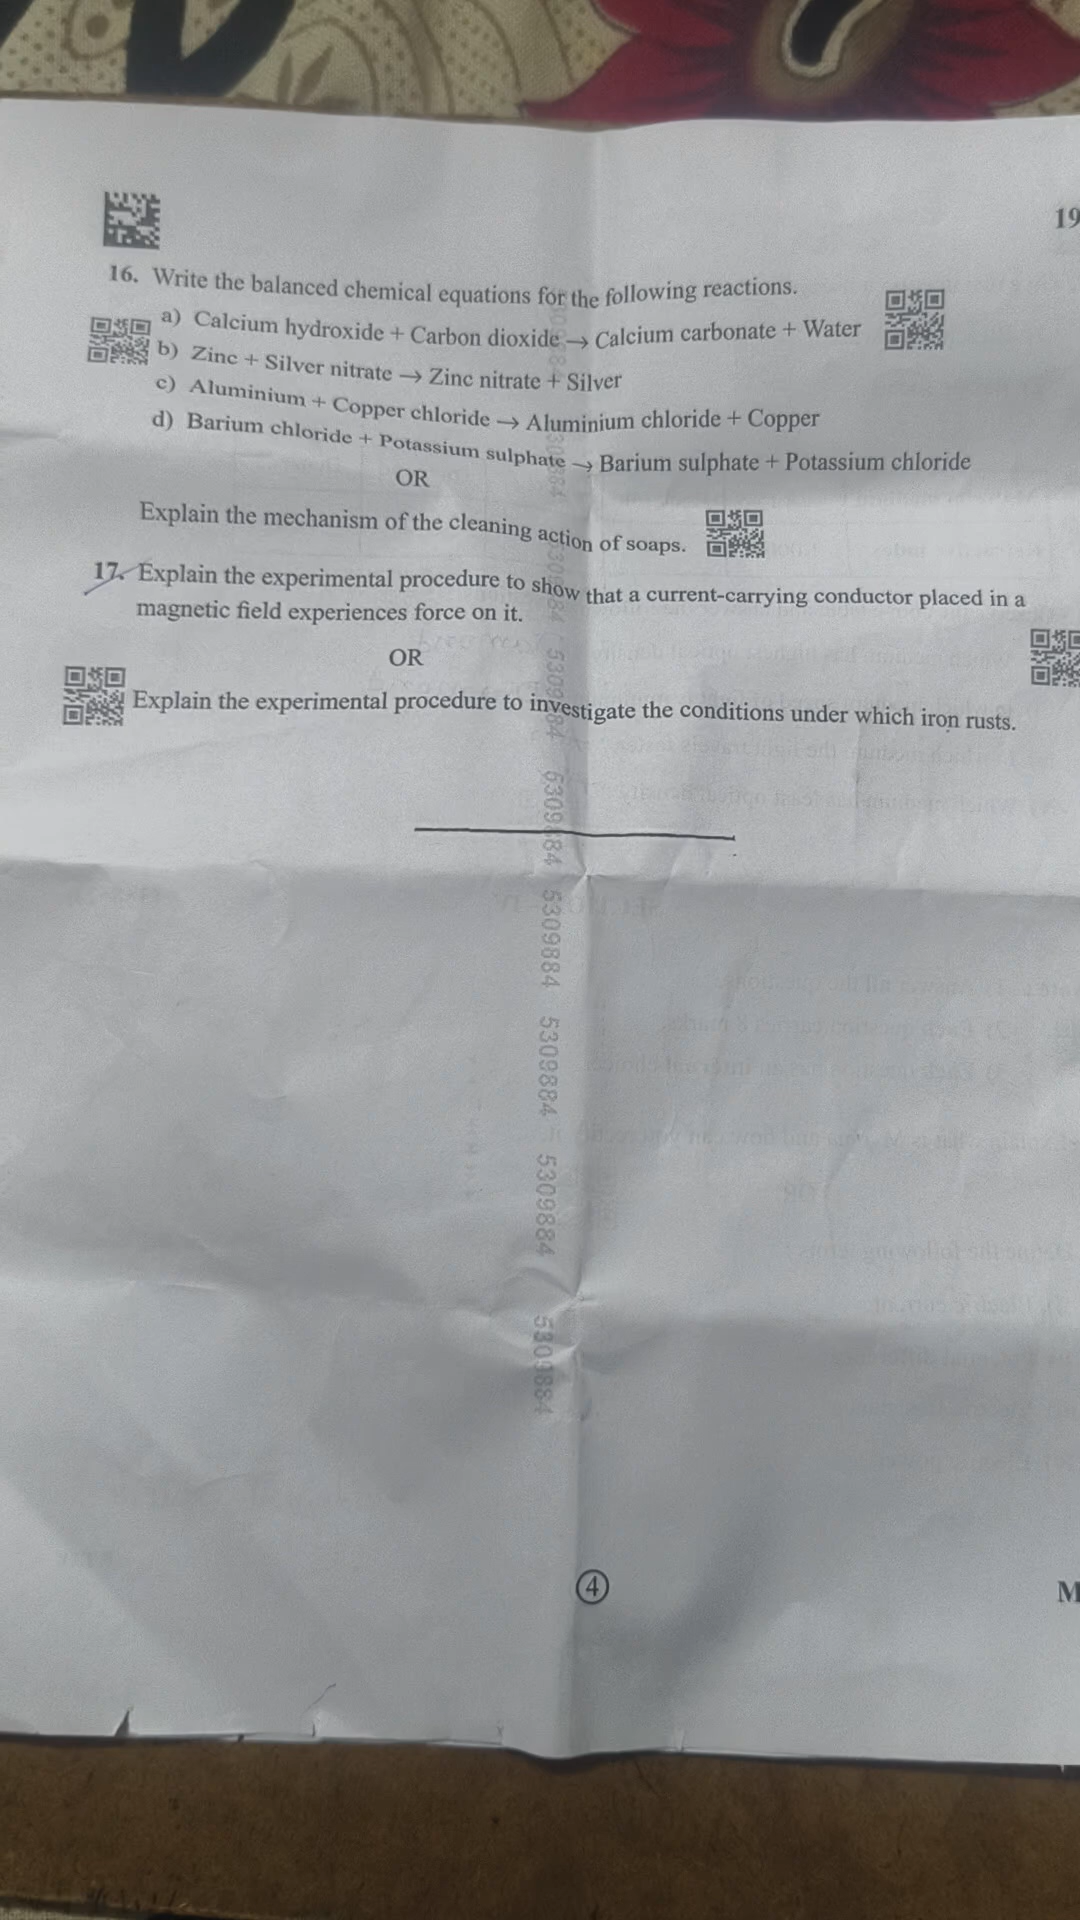 19
16. Write the balanced chemical equations for the following reactions.
a) Calcium hydroxide + Carbon dioxide → Calcium carbonate + Water
b) Zinc + Silver nitrate → Zinc nitrate + Silver
c) Aluminium + Copper chloride → Aluminium chloride + Copper
d) Barium chloride + Potassium sulphate → Barium sulphate + Potassium chloride
OR
Explain the mechanism of the cleaning action of soaps.
17. Explain the experimental procedure to show that a current-carrying conductor placed in a
magnetic field experiences force on it.
OR
Explain the experimental procedure to investigate the conditions under which iron rusts.
5309884 5309884 5309884 5309884 5309884 5309884
4
M